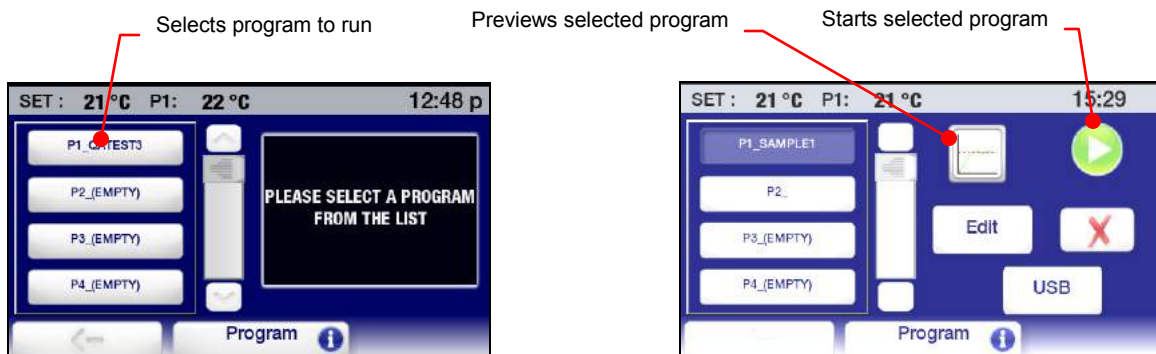 Selects program to run
Previews selected program
Starts selected program
SET : 21 °C P1: 22 °C 12:48 p
P1_QATEST3
P2_(EMPTY)
P3_(EMPTY)
P4_(EMPTY)
PLEASE SELECT A PROGRAM
FROM THE LIST
Program i
SET : 21 °C P1: 21 °C 15:29
P1_SAMPLE1
P2_
P3_(EMPTY)
P4_(EMPTY)
Edit
USB
Program i